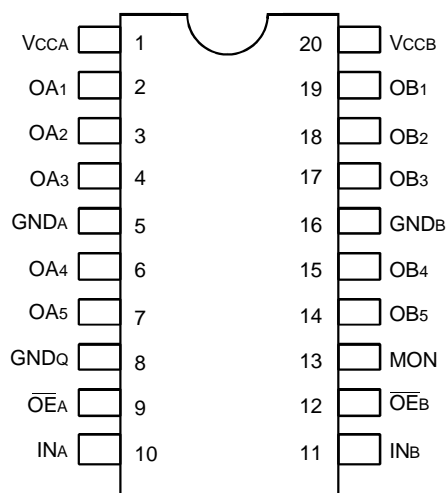 VCCA 1 20 VCCB
OA1 2 19 OB1
OA2 3 18 OB2
OA3 4 17 OB3
GNDA 5 16 GNDB
OA4 6 15 OB4
OA5 7 14 OB5
GNDQ 8 13 MON
O̅E̅A 9 12 O̅E̅B
INA 10 11 INB